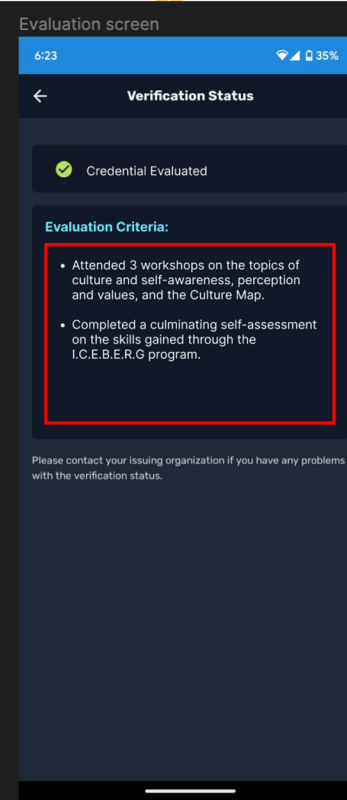 Evaluation screen
6:23
35%
Verification Status
Credential Evaluated
Evaluation Criteria:
• Attended 3 workshops on the topics of
culture and self-awareness, perception
and values, and the Culture Map.
• Completed a culminating self-assessment
on the skills gained through the
I.C.E.B.E.R.G program.
Please contact your issuing organization if you have any problems
with the verification status.